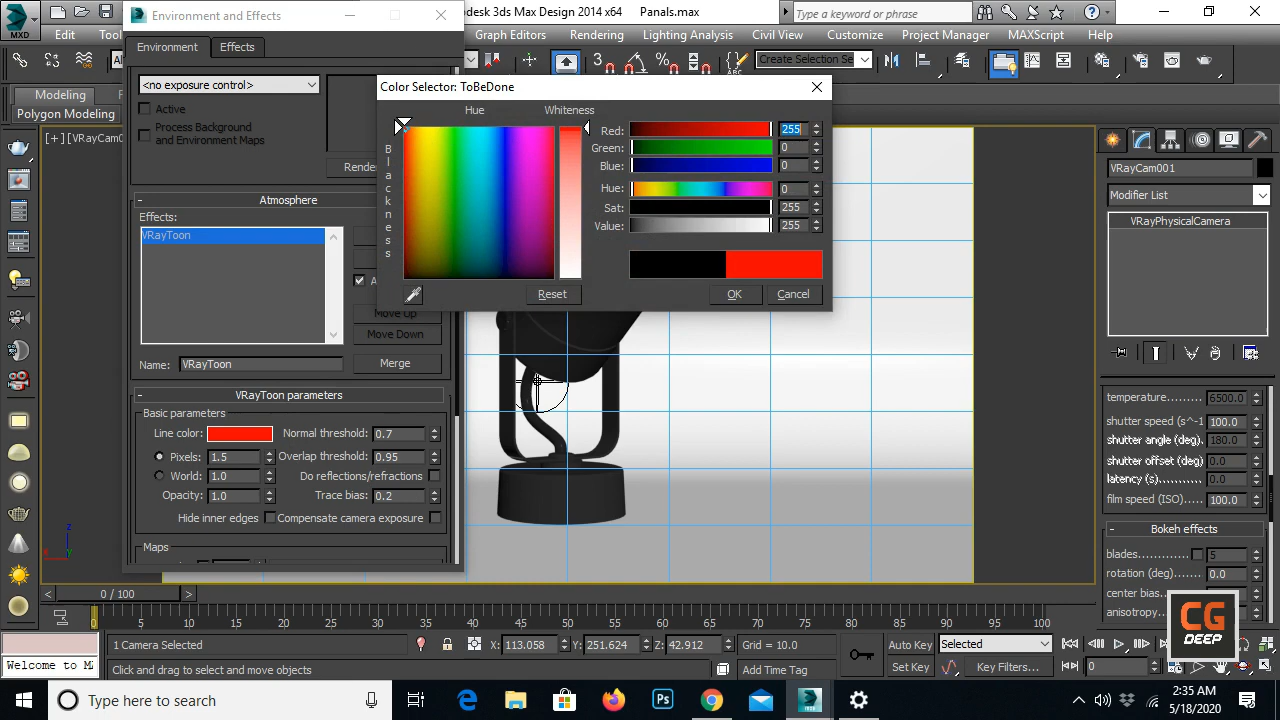 MXD
Environment and Effects
desk 3ds Max Design 2014 x64
Panals.max
Type a keyword or phrase
Edit
Graph Editors
Rendering
Lighting Analysis
Civil View
Customize
Project Manager
MAXScript
Help
Environment
Effects
Create Selection Se
<no exposure control>
Active
Process Background
and Environment Maps
Modeling
Polygon Modeling
[ + ] [VRayCam
Color Selector: ToBeDone
Hue
Whiteness
Blackness
Red: 255
Green: 0
Blue: 0
Hue: 0
Sat: 255
Value: 255
Reset
OK
Cancel
Atmosphere
Effects:
VRayToon
Move Up
Move Down
Name: VRayToon
Merge
VRayToon parameters
Basic parameters
Line color:
Normal threshold: 0.7
Pixels: 1.5
Overlap threshold: 0.95
World: 1.0
Do reflections/refractions
Opacity: 1.0
Trace bias: 0.2
Hide inner edges
Compensate camera exposure
Maps
VRayCam001
Modifier List
VRayPhysicalCamera
temperature........ 6500.0
shutter speed (s^-1 100.0
shutter angle (deg). 180.0
shutter offset (deg). 0.0
latency (s)........... 0.0
film speed (ISO).... 100.0
Bokeh effects
blades............. 5
rotation (deg)....... 0.0
center bias
anisotropy
z
x
y
0 / 100
0 5 10 15 20 25 30 35 40 45 50 55 60 65 70 75 80 85 90 95 100
1 Camera Selected
X: 113.058
Y: 251.624
Z: 42.912
Grid = 10.0
Auto Key
Selected
Welcome to MA
Click and drag to select and move objects
Add Time Tag
Set Key
Key Filters...
0
CG
DEEP
Type here to search
Ps
2:35 AM
5/18/2020